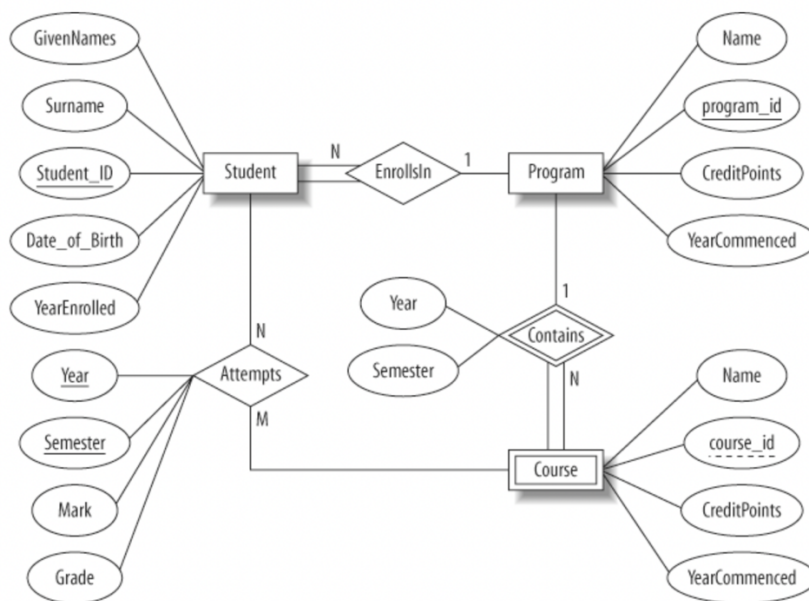 GivenNames
Surname
Student_ID
Date_of_Birth
YearEnrolled
Student
N
EnrollsIn
1
Program
Name
program_id
CreditPoints
YearCommenced
N
Attempts
M
Year
Semester
Mark
Grade
1
Contains
N
Year
Semester
Course
Name
course_id
CreditPoints
YearCommenced